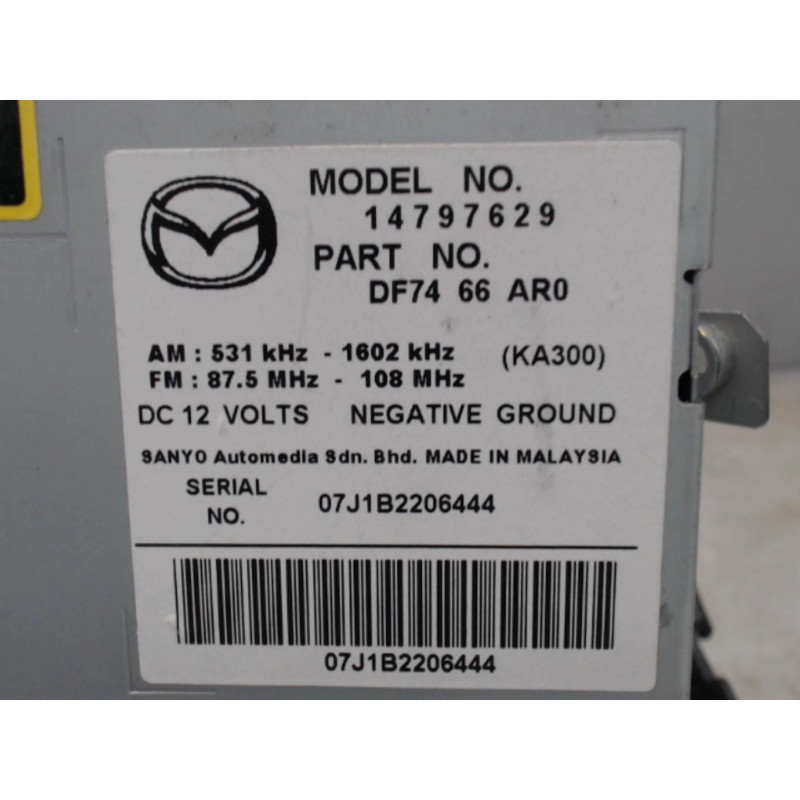 MODEL NO.
14797629
PART NO.
DF74 66 AR0
AM : 531 kHz - 1602 kHz (KA300)
FM : 87.5 MHz - 108 MHz
DC 12 VOLTS NEGATIVE GROUND
SANYO Automedia Sdn. Bhd. MADE IN MALAYSIA
SERIAL NO. 07J1B2206444
07J1B2206444